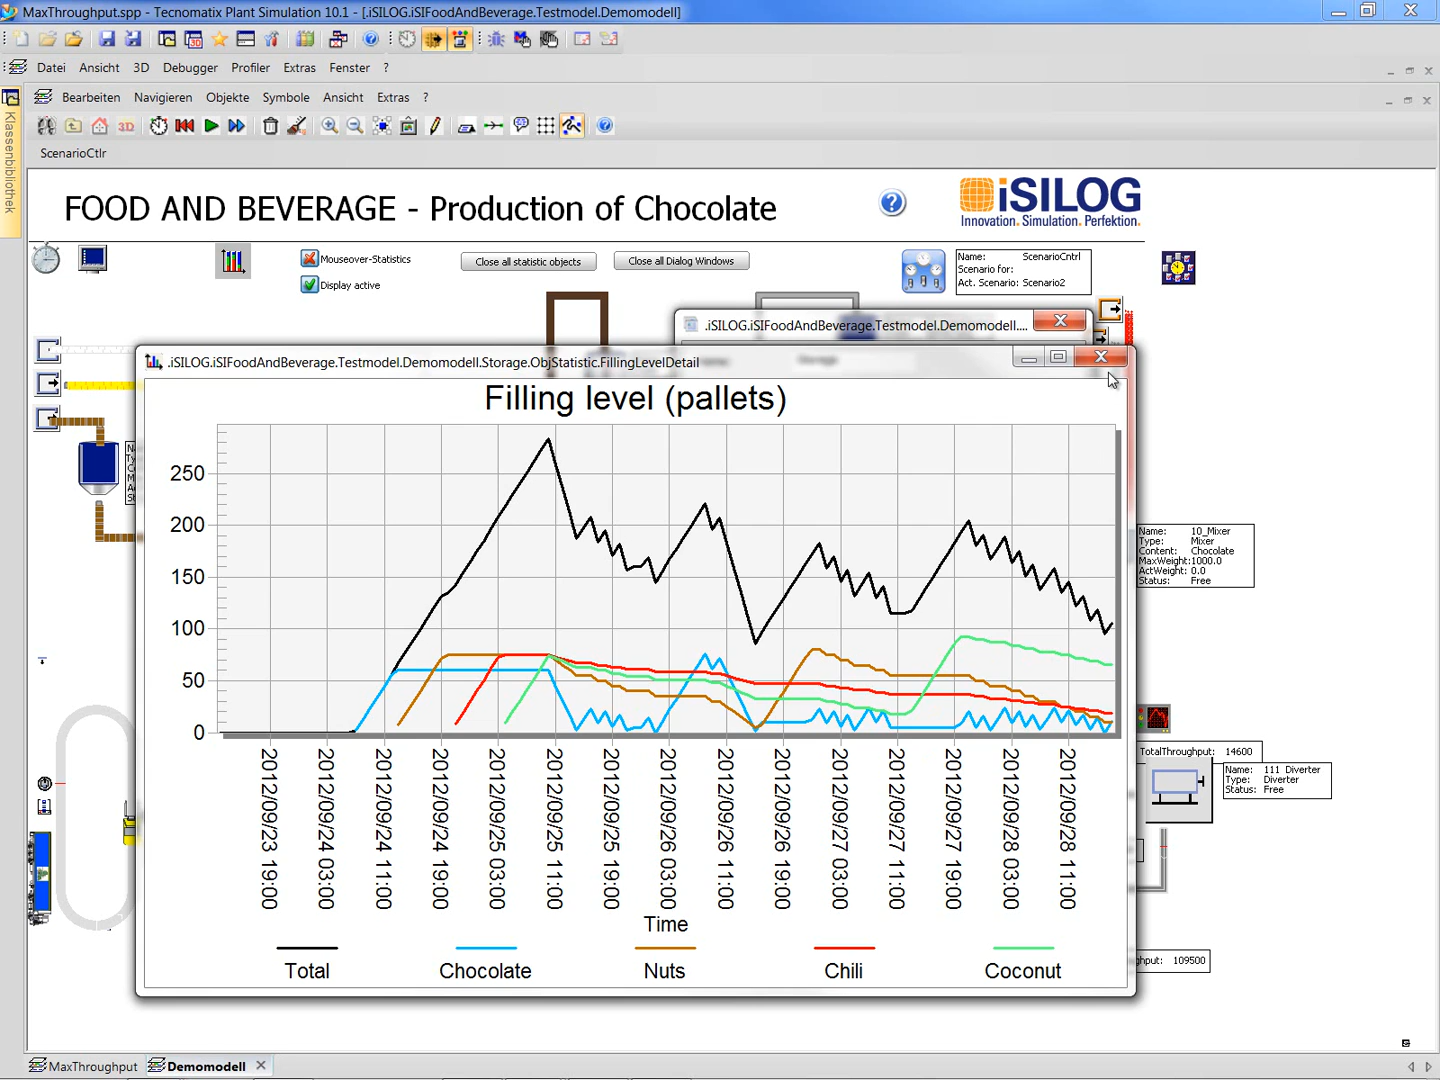 MaxThroughput.spp - Tecnomatix Plant Simulation 10.1 - [.iSILOG.iSIFoodAndBeverage.Testmodel.Demomodell]
Datei Ansicht 3D Debugger Profiler Extras Fenster ?
Bearbeiten Navigieren Objekte Symbole Ansicht Extras ?
3D
ScenarioCtlr
Klassenbibliothek
FOOD AND BEVERAGE - Production of Chocolate
iSILOG
Innovation. Simulation. Perfektion.
Mouseover-Statistics
Display active
Close all statistic objects
Close all Dialog Windows
Name: ScenarioCntrl
Scenario for:
Act. Scenario: Scenario2
.iSILOG.iSIFoodAndBeverage.Testmodel.Demomodell....
Storage
.iSILOG.iSIFoodAndBeverage.Testmodel.Demomodell.Storage.ObjStatistic.FillingLevelDetail
Filling level (pallets)
250
200
150
100
50
0
2012/09/23 19:00
2012/09/24 03:00
2012/09/24 11:00
2012/09/24 19:00
2012/09/25 03:00
2012/09/25 11:00
2012/09/25 19:00
2012/09/26 03:00
2012/09/26 11:00
2012/09/26 19:00
2012/09/27 03:00
2012/09/27 11:00
2012/09/27 19:00
2012/09/28 03:00
2012/09/28 11:00
Time
Total Chocolate Nuts Chili Coconut
Name: 10_Mixer
Type: Mixer
Content: Chocolate
MaxWeight:1000.0
ActWeight: 0.0
Status: Free
TotalThroughput: 14600
Name: 111 Diverter
Type: Diverter
Status: Free
ghput: 109500
MaxThroughput Demomodell